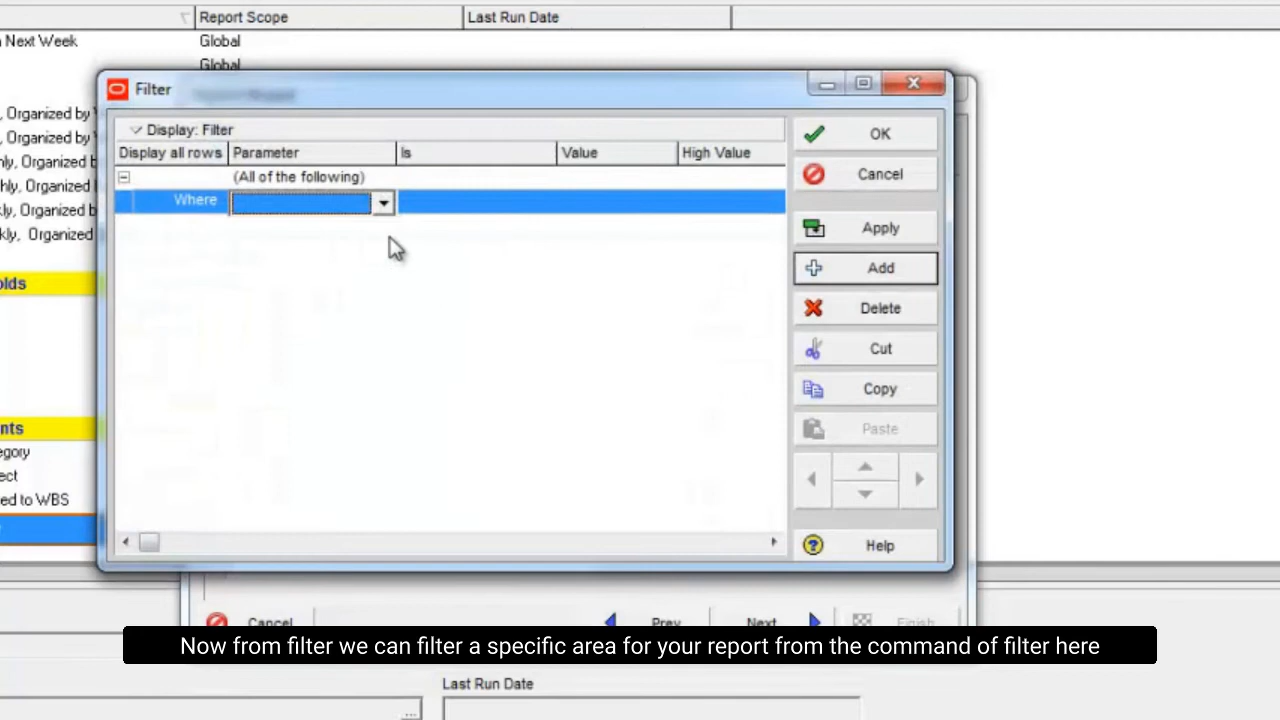 Report Scope
Last Run Date
n Next Week
Global
Global
Filter
, Organized by
, Organized by
hly, Organized by
hly, Organized by
kly, Organized b
kly, Organized
olds
nts
egory
ect
ed to WBS
Display: Filter
Display all rows
Parameter
Is
Value
High Value
(All of the following)
Where
OK
Cancel
Apply
Add
Delete
Cut
Copy
Paste
Help
Cancel
Prev
Next
Finish
Now from filter we can filter a specific area for your report from the command of filter here
Last Run Date
...